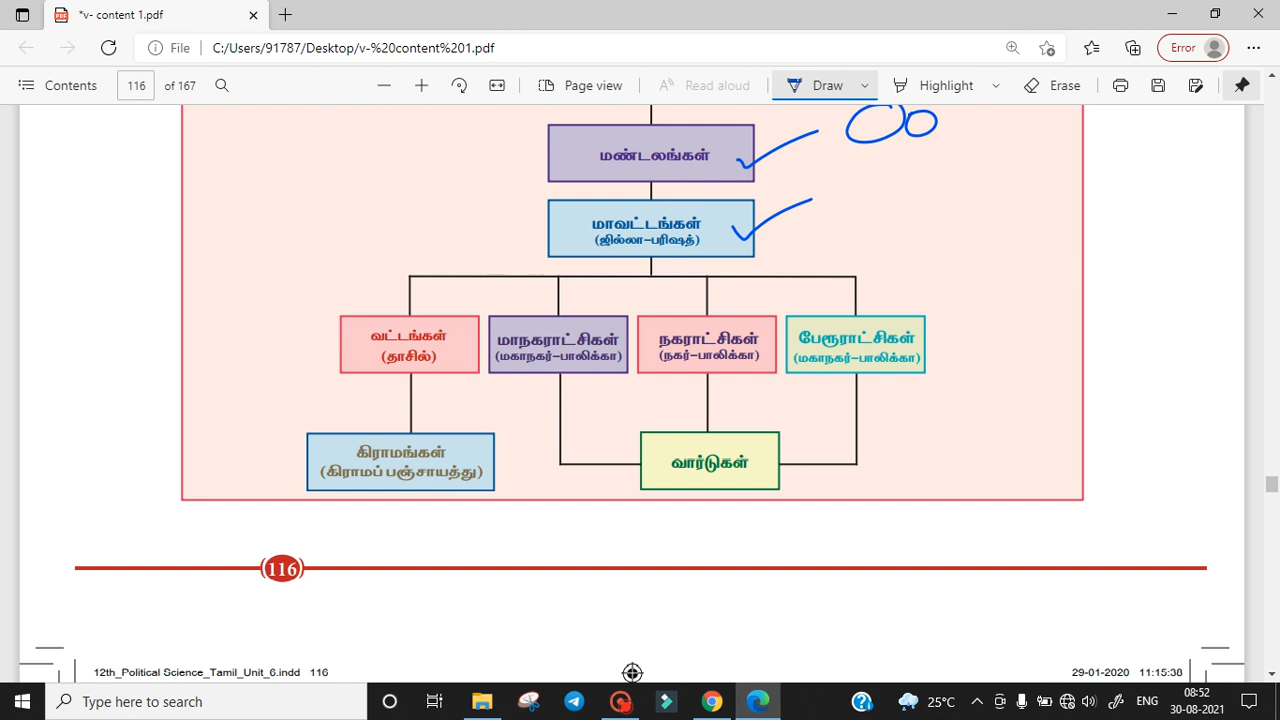 *v- content 1.pdf
File C:/Users/91787/Desktop/v-%20content%201.pdf
Error
Contents 116 of 167 Page view Read aloud Draw Highlight Erase
மண்டலங்கள்
மாவட்டங்கள்
(ஜில்லா-பரிஷத்)
வட்டங்கள்
(தாசில்)
மாநகராட்சிகள்
(மகாநகர்-பாலிக்கா)
நகராட்சிகள்
(நகர்-பாலிக்கா)
பேரூராட்சிகள்
(மகாநகர்-பாலிக்கா)
கிராமங்கள்
(கிராமப் பஞ்சாயத்து)
வார்டுகள்
116
12th_Political Science_Tamil_Unit_6.indd 116 29-01-2020 11:15:38
Type here to search 25°C ENG 08:52
30-08-2021